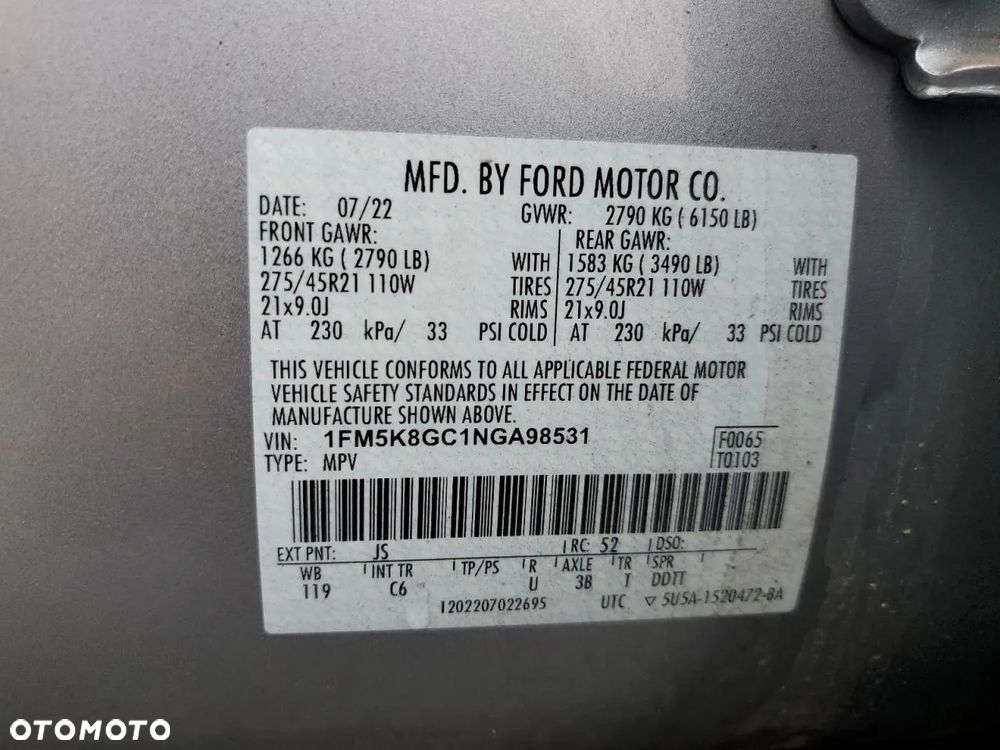 MFD. BY FORD MOTOR CO.
DATE: 07/22 GVWR: 2790 KG ( 6150 LB)
FRONT GAWR: REAR GAWR:
1266 KG ( 2790 LB) WITH 1583 KG ( 3490 LB) WITH
275/45R21 110W TIRES 275/45R21 110W TIRES
21x9.0J RIMS 21x9.0J RIMS
AT 230 kPa/ 33 PSI COLD AT 230 kPa/ 33 PSI COLD
THIS VEHICLE CONFORMS TO ALL APPLICABLE FEDERAL MOTOR
VEHICLE SAFETY STANDARDS IN EFFECT ON THE DATE OF
MANUFACTURE SHOWN ABOVE.
VIN: 1FM5K8GC1NGA98531 F0065
TYPE: MPV T0103
EXT PNT: JS RC: 52 DSO:
WB INT TR TP/PS R AXLE TR SPR
119 C6 U 3B T DDTT
1202207022695 UTC ▽ 5U5A-1520472-BA
OTOMOTO